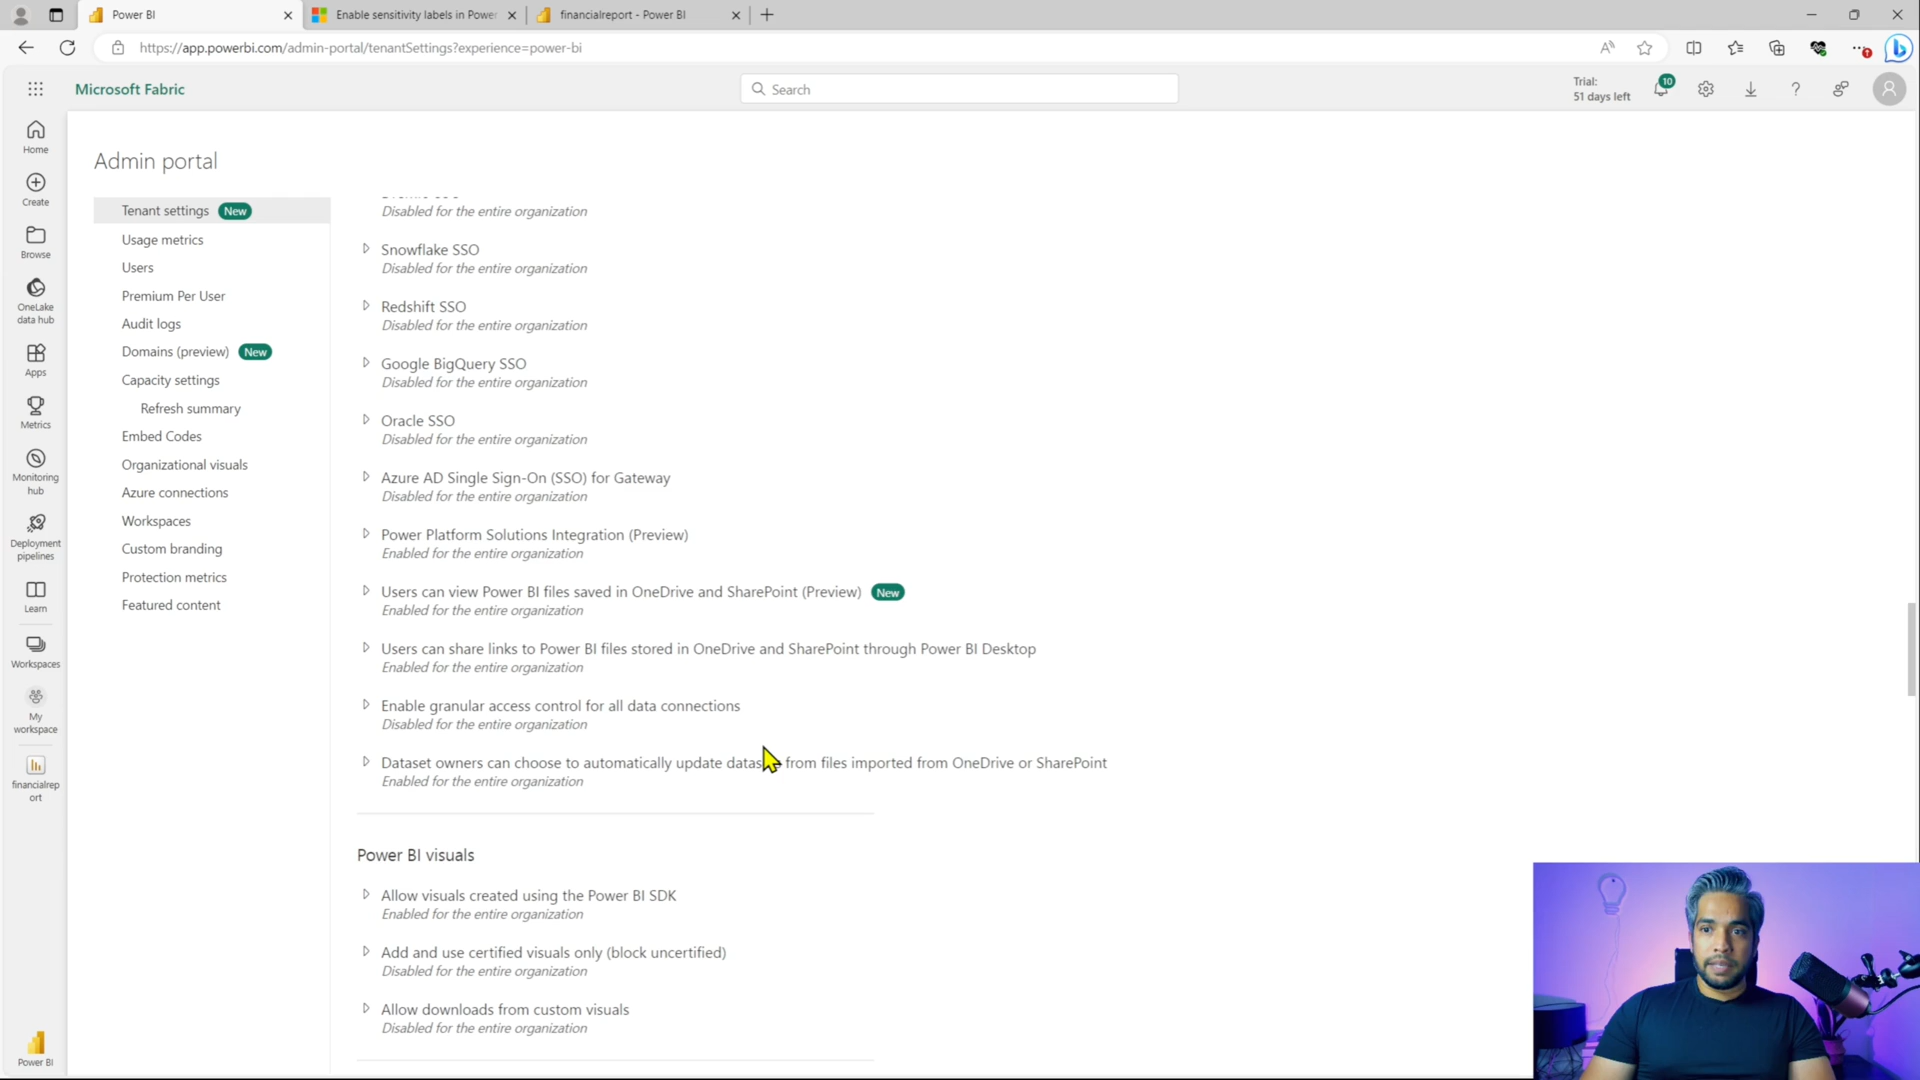 Power BI
Enable sensitivity labels in Power
financialreport - Power BI
https://app.powerbi.com/admin-portal/tenantSettings?experience=power-bi
Microsoft Fabric
Search
Trial:
51 days left
10
Home
Create
Browse
OneLake
data hub
Apps
Metrics
Monitoring
hub
Deployment
pipelines
Learn
Workspaces
My
workspace
financialrep
ort
Power BI
Admin portal
Tenant settings New
Usage metrics
Users
Premium Per User
Audit logs
Domains (preview) New
Capacity settings
Refresh summary
Embed Codes
Organizational visuals
Azure connections
Workspaces
Custom branding
Protection metrics
Featured content
Disabled for the entire organization
Snowflake SSO
Disabled for the entire organization
Redshift SSO
Disabled for the entire organization
Google BigQuery SSO
Disabled for the entire organization
Oracle SSO
Disabled for the entire organization
Azure AD Single Sign-On (SSO) for Gateway
Disabled for the entire organization
Power Platform Solutions Integration (Preview)
Enabled for the entire organization
Users can view Power BI files saved in OneDrive and SharePoint (Preview) New
Enabled for the entire organization
Users can share links to Power BI files stored in OneDrive and SharePoint through Power BI Desktop
Enabled for the entire organization
Enable granular access control for all data connections
Disabled for the entire organization
Dataset owners can choose to automatically update from files imported from OneDrive or SharePoint
Enabled for the entire organization
Power BI visuals
Allow visuals created using the Power BI SDK
Enabled for the entire organization
Add and use certified visuals only (block uncertified)
Disabled for the entire organization
Allow downloads from custom visuals
Disabled for the entire organization